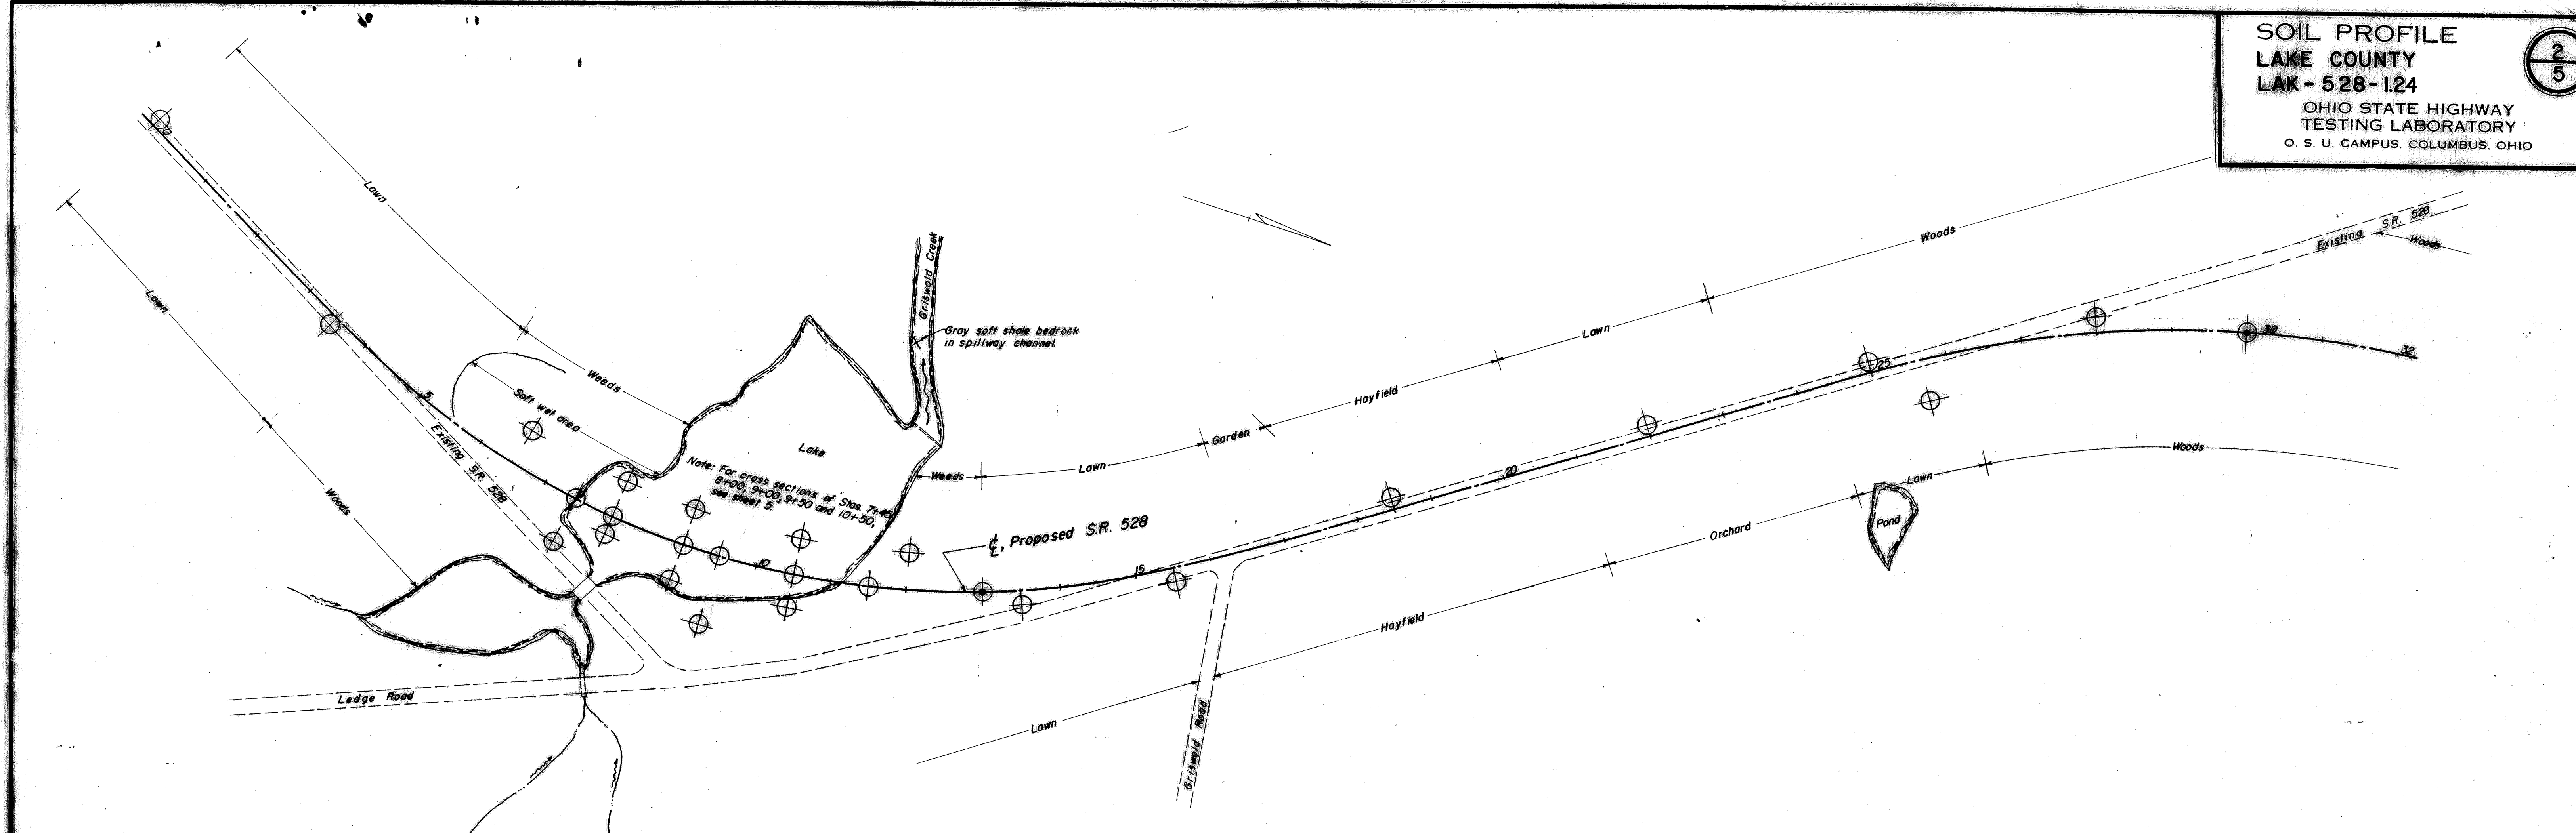 SOIL PROFILE
LAKE COUNTY
LAK-528-1.24
OHIO STATE HIGHWAY
TESTING LABORATORY
O. S. U. CAMPUS. COLUMBUS. OHIO
2
5
0
Lawn
Lawn
Woods
5
Existing S.R. 528
Soft wet area
Weeds
Lake
Note: For cross sections of Stas. 7+45,
8+00, 9+00, 9+50 and 10+50,
see sheet 5.
10
Griswold Creek
Gray soft shale bedrock
in spillway channel.
Weeds
Lawn
Garden
Hayfield
Lawn
Woods
Existing S.R. 528
Woods
℄, Proposed S.R. 528
15
20
25
30
32
Woods
Lawn
Pond
Orchard
Hayfield
Lawn
Griswold Road
Ledge Road